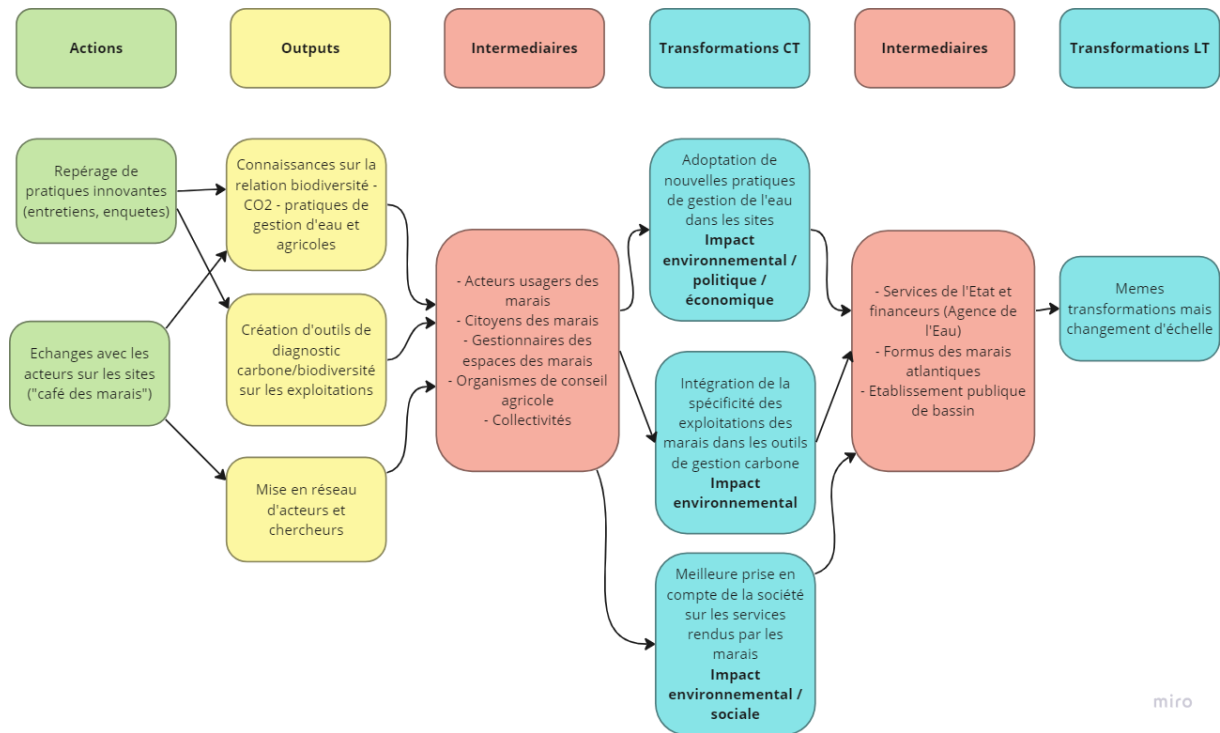 Actions
Outputs
Intermediaires
Transformations CT
Intermediaires
Transformations LT
Repérage de
pratiques innovantes
(entretiens, enquetes)
Echanges avec les
acteurs sur les sites
("café des marais")
Connaissances sur la
relation biodiversité -
CO2 - pratiques de
gestion d'eau et
agricoles
Création d'outils de
diagnostic
carbone/biodiversité
sur les exploitations
Mise en réseau
d'acteurs et
chercheurs
- Acteurs usagers des
marais
- Citoyens des marais
- Gestionnaires des
espaces des marais
- Organismes de conseil
agricole
- Collectivités
Adoptation de
nouvelles pratiques
de gestion de l'eau
dans les sites
Impact
environnemental /
politique /
économique
Intégration de la
spécificité des
exploitations des
marais dans les outils
de gestion carbone
Impact
environnemental
Meilleure prise en
compte de la société
sur les services
rendus par les
marais
Impact
environnemental /
sociale
- Services de l'Etat et
financeurs (Agence de
l'Eau)
- Formus des marais
atlantiques
- Etablissement publique
de bassin
Memes
transformations mais
changement d'échelle
miro